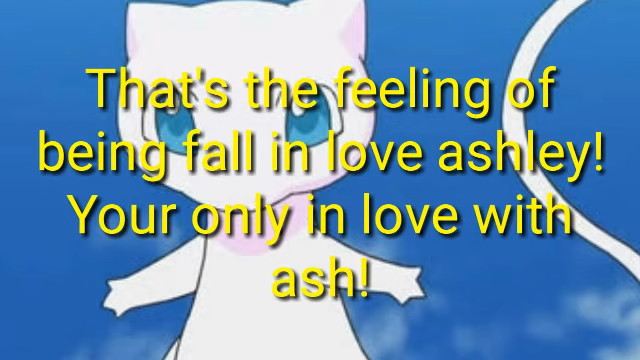 That's the feeling of
being fall in love ashley!
Your only in love with
ash!